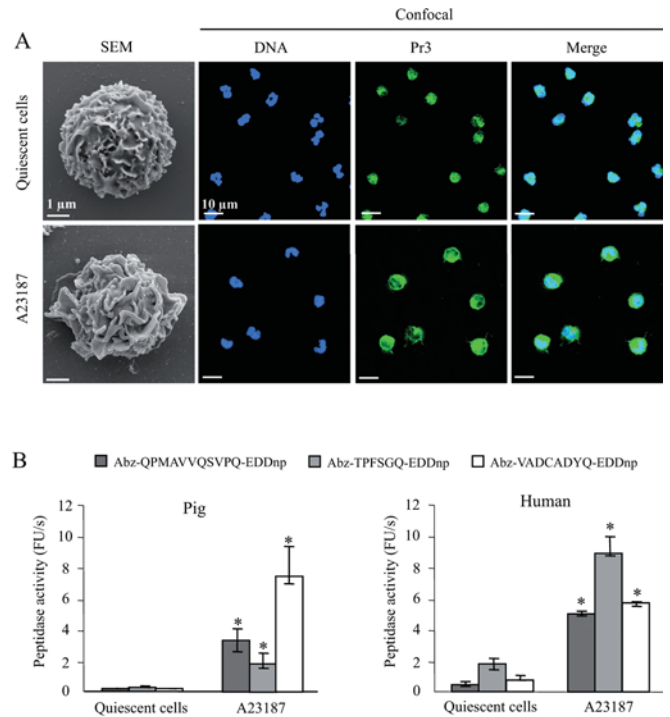 Confocal
A
SEM
DNA
Pr3
Merge
Quiescent cells
1 µm
10 µm
A23187
B
Abz-QPMAVVQSVPQ-EDDnp
Abz-TPFSGQ-EDDnp
Abz-VADCADYQ-EDDnp
Pig
Peptidase activity (FU/s)
12
10
8
6
4
2
0
*
*
*
Quiescent cells
A23187
Human
Peptidase activity (FU/s)
12
10
8
6
4
2
0
*
*
*
Quiescent cells
A23187